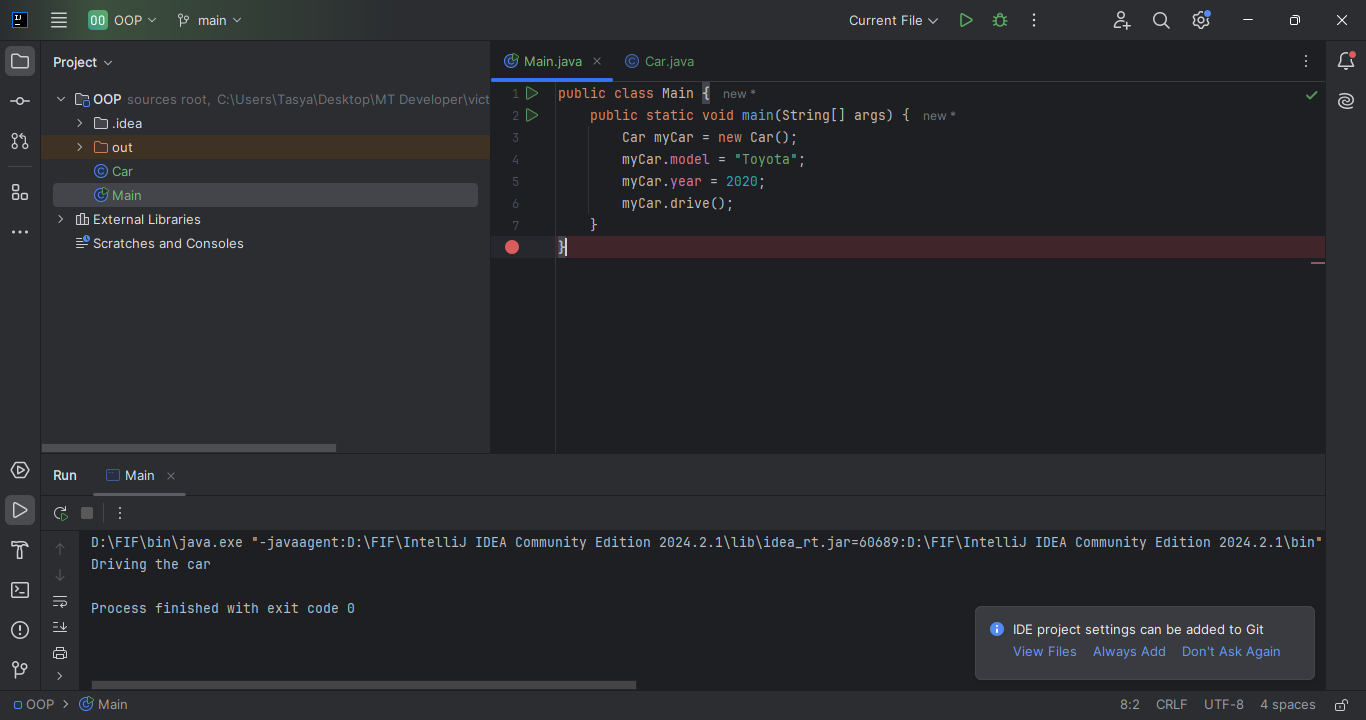 OOP main Current File
Project
Main.java Car.java
OOP sources root, C:\Users\Tasya\Desktop\MT Developer\vict
.idea
out
Car
Main
External Libraries
Scratches and Consoles
1 public class Main { new *
2 public static void main(String[] args) { new *
3 Car myCar = new Car();
4 myCar.model = "Toyota";
5 myCar.year = 2020;
6 myCar.drive();
7 }
}
Run Main
D:\FIF\bin\java.exe "-javaagent:D:\FIF\IntelliJ IDEA Community Edition 2024.2.1\lib\idea_rt.jar=60689:D:\FIF\IntelliJ IDEA Community Edition 2024.2.1\bin"
Driving the car
Process finished with exit code 0
IDE project settings can be added to Git
View Files Always Add Don't Ask Again
OOP Main 8:2 CRLF UTF-8 4 spaces